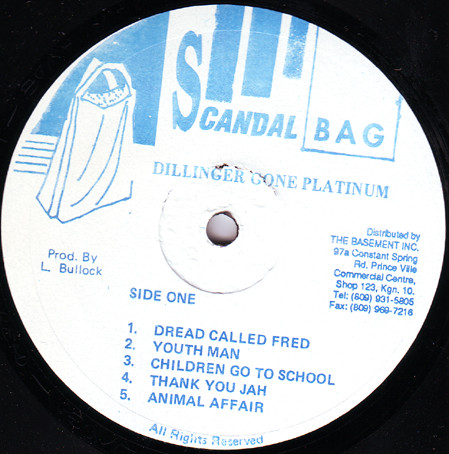 SCANDAL BAG
DILLINGER GONE PLATINUM
Prod. By
L. Bullock
Distributed by
THE BASEMENT INC.
97a Constant Spring
Rd. Prince Ville
Commercial Centre,
Shop 123, Kgn. 10.
Tel: (809) 931-5805
Fax: (809) 969-7216
SIDE ONE
1. DREAD CALLED FRED
2. YOUTH MAN
3. CHILDREN GO TO SCHOOL
4. THANK YOU JAH
5. ANIMAL AFFAIR
All Rights Reserved